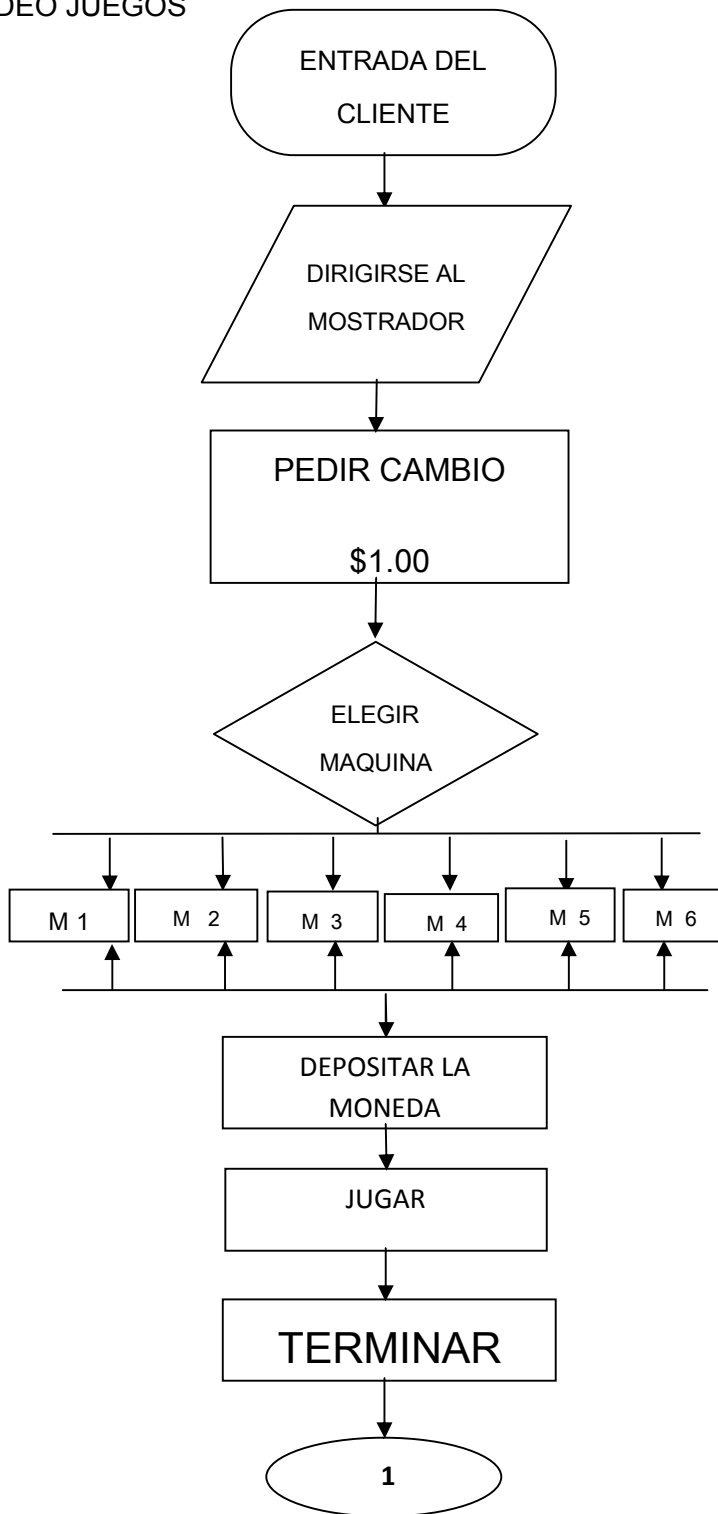 DEO JUEGOS
ENTRADA DEL
CLIENTE
DIRIGIRSE AL
MOSTRADOR
PEDIR CAMBIO
$1.00
ELEGIR
MAQUINA
M 1 M 2 M 3 M 4 M 5 M 6
DEPOSITAR LA
MONEDA
JUGAR
TERMINAR
1